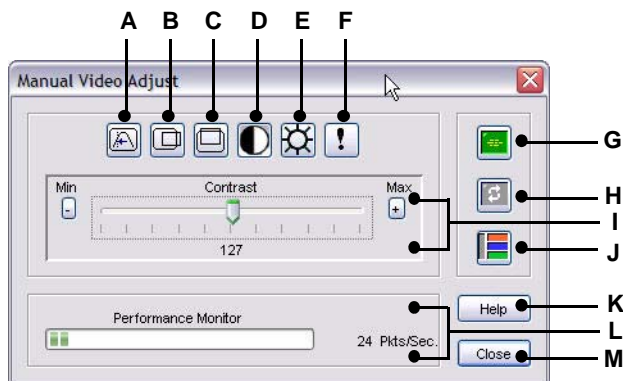 A B C D E F
Manual Video Adjust
G
Min Contrast Max
- +
H
I
127
J
Help K
Performance Monitor
L
24 Pkts/Sec.
Close M